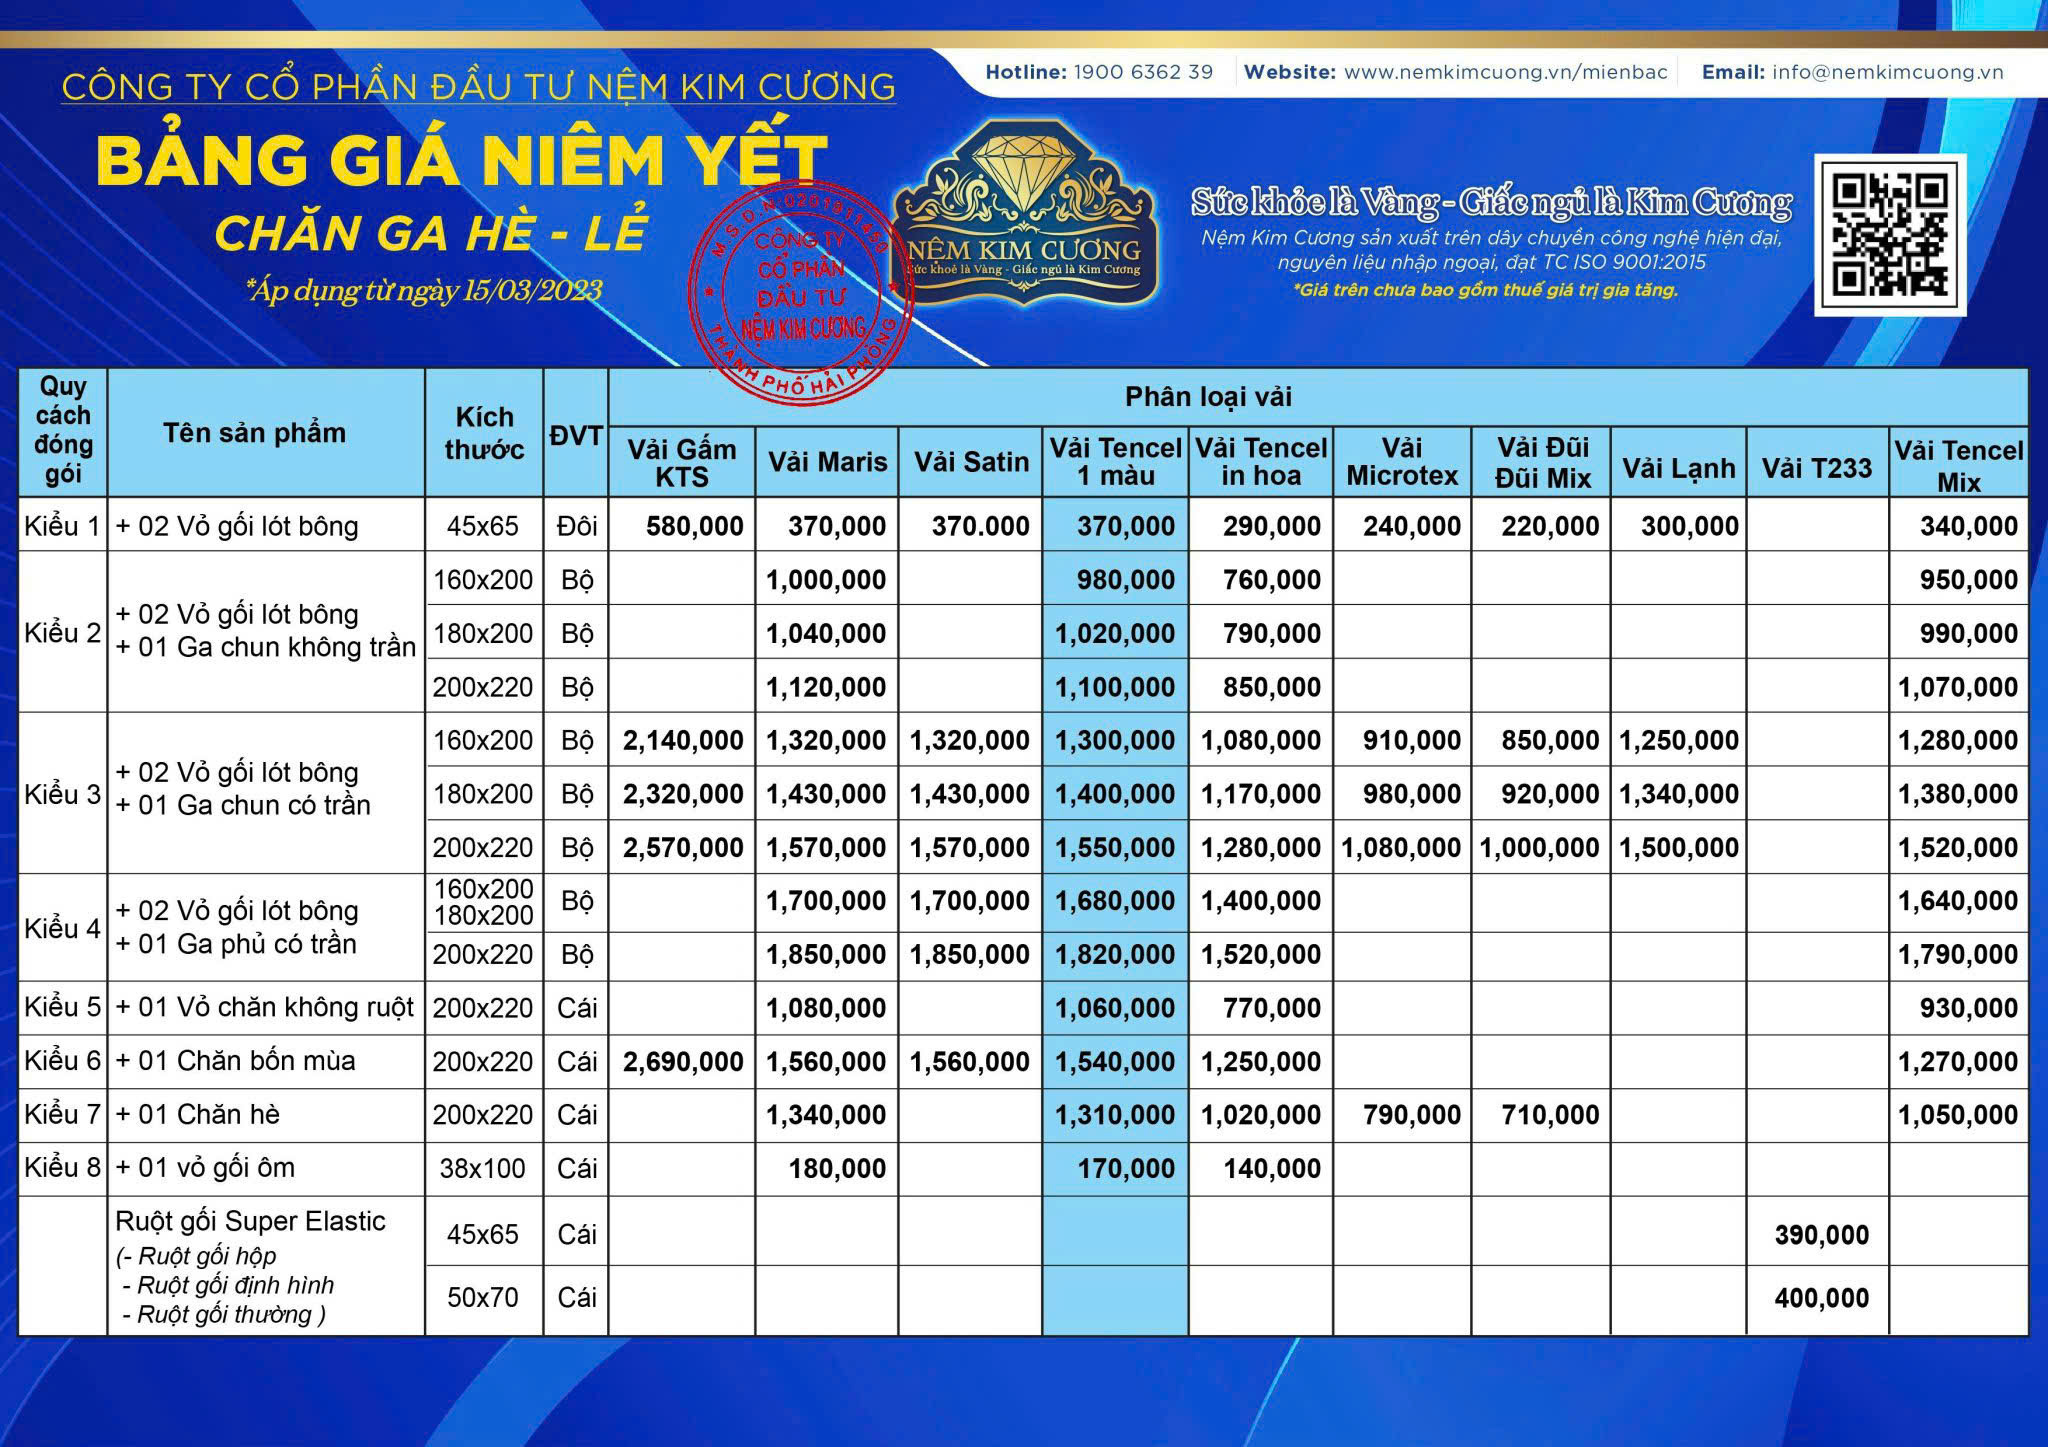 Hotline: 1900 6362 39 Website: www.nemkimcuong.vn/mienbac Email: info@nemkimcuong.vn
CÔNG TY CỔ PHẦN ĐẦU TƯ NỆM KIM CƯƠNG
BẢNG GIÁ NIÊM YẾT
CHĂN GA HÈ - LẺ
*Áp dụng từ ngày 15/03/2023
M.S.D.N:0201911450
CÔNG TY
CỔ PHẦN
ĐẦU TƯ
NỆM KIM CƯƠNG
THÀNH PHỐ HẢI PHÒNG
NỆM KIM CƯƠNG
Sức khoẻ là Vàng - Giấc ngủ là Kim Cương
Sức khỏe là Vàng - Giấc ngủ là Kim Cương
Nệm Kim Cương sản xuất trên dây chuyền công nghệ hiện đại,
nguyên liệu nhập ngoại, đạt TC ISO 9001:2015
*Giá trên chưa bao gồm thuế giá trị gia tăng.
Quy cách đóng gói Tên sản phẩm Kích thước ĐVT Phân loại vải
Vải Gấm KTS Vải Maris Vải Satin Vải Tencel 1 màu Vải Tencel in hoa Vải Microtex Vải Đũi Đũi Mix Vải Lạnh Vải T233 Vải Tencel Mix
Kiểu 1 + 02 Vỏ gối lót bông 45x65 Đôi 580,000 370,000 370.000 370,000 290,000 240,000 220,000 300,000 340,000
Kiểu 2 + 02 Vỏ gối lót bông
+ 01 Ga chun không trần
160x200 Bộ 1,000,000 980,000 760,000 950,000
180x200 Bộ 1,040,000 1,020,000 790,000 990,000
200x220 Bộ 1,120,000 1,100,000 850,000 1,070,000
Kiểu 3 + 02 Vỏ gối lót bông
+ 01 Ga chun có trần
160x200 Bộ 2,140,000 1,320,000 1,320,000 1,300,000 1,080,000 910,000 850,000 1,250,000 1,280,000
180x200 Bộ 2,320,000 1,430,000 1,430,000 1,400,000 1,170,000 980,000 920,000 1,340,000 1,380,000
200x220 Bộ 2,570,000 1,570,000 1,570,000 1,550,000 1,280,000 1,080,000 1,000,000 1,500,000 1,520,000
Kiểu 4 + 02 Vỏ gối lót bông
+ 01 Ga phủ có trần
160x200 180x200 Bộ 1,700,000 1,700,000 1,680,000 1,400,000 1,640,000
200x220 Bộ 1,850,000 1,850,000 1,820,000 1,520,000 1,790,000
Kiểu 5 + 01 Vỏ chăn không ruột 200x220 Cái 1,080,000 1,060,000 770,000 930,000
Kiểu 6 + 01 Chăn bốn mùa 200x220 Cái 2,690,000 1,560,000 1,560,000 1,540,000 1,250,000 1,270,000
Kiểu 7 + 01 Chăn hè 200x220 Cái 1,340,000 1,310,000 1,020,000 790,000 710,000 1,050,000
Kiểu 8 + 01 vỏ gối ôm 38x100 Cái 180,000 170,000 140,000
Ruột gối Super Elastic
(- Ruột gối hộp
- Ruột gối định hình
- Ruột gối thường )
45x65 Cái 390,000
50x70 Cái 400,000